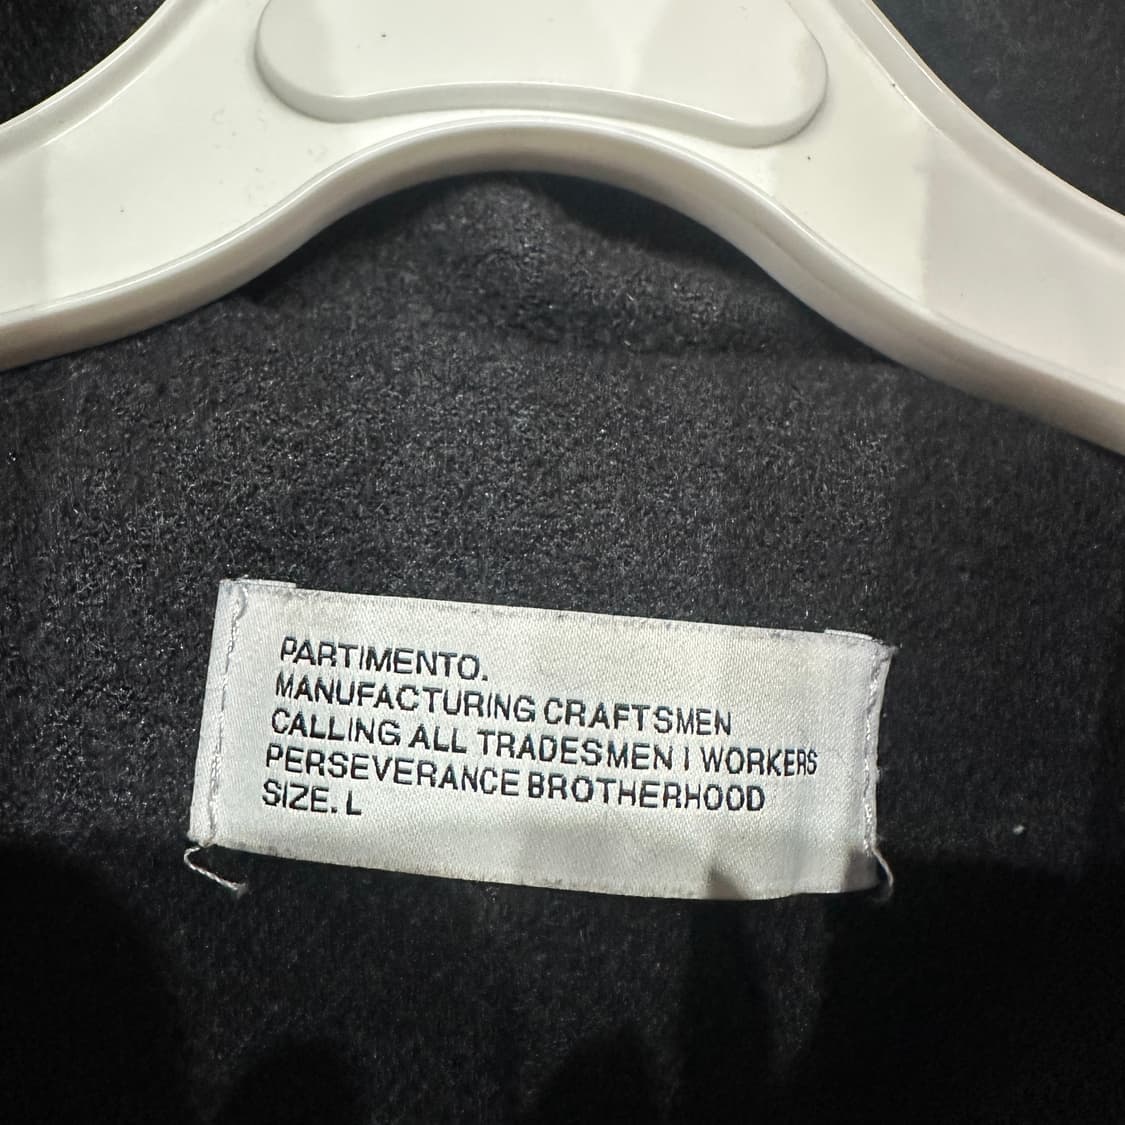 PARTIMENTO.
MANUFACTURING CRAFTSMEN
CALLING ALL TRADESMEN | WORKERS
PERSEVERANCE BROTHERHOOD
SIZE. L